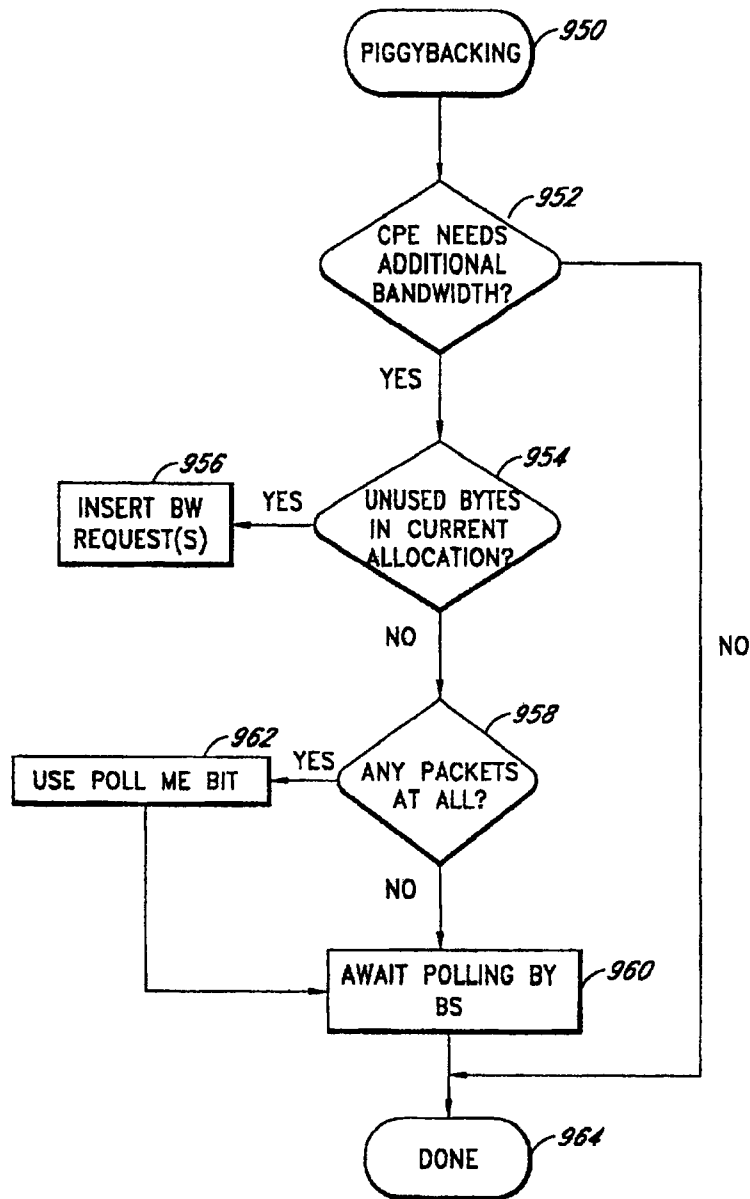 950
PIGGYBACKING
952
CPE NEEDS
ADDITIONAL
BANDWIDTH?
YES
954
956
UNUSED BYTES
IN CURRENT
ALLOCATION?
YES
INSERT BW
REQUEST(S)
NO
NO
958
962
ANY PACKETS
AT ALL?
YES
USE POLL ME BIT
NO
AWAIT POLLING BY
BS
960
DONE
964